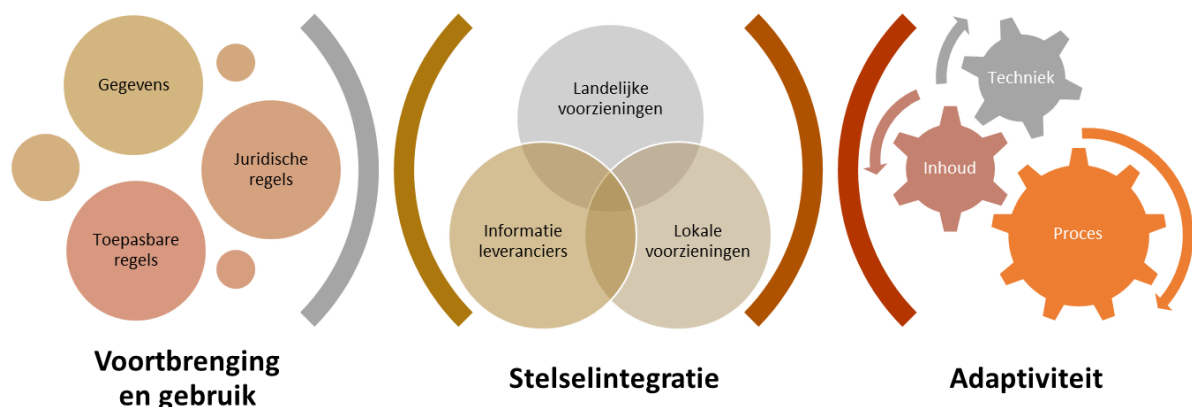 Gegevens
Juridische
regels
Toepasbare
regels
Voortbrenging
en gebruik
Landelijke
voorzieningen
Informatie
leveranciers
Lokale
voorzieningen
Stelselintegratie
Techniek
Inhoud
Proces
Adaptiviteit